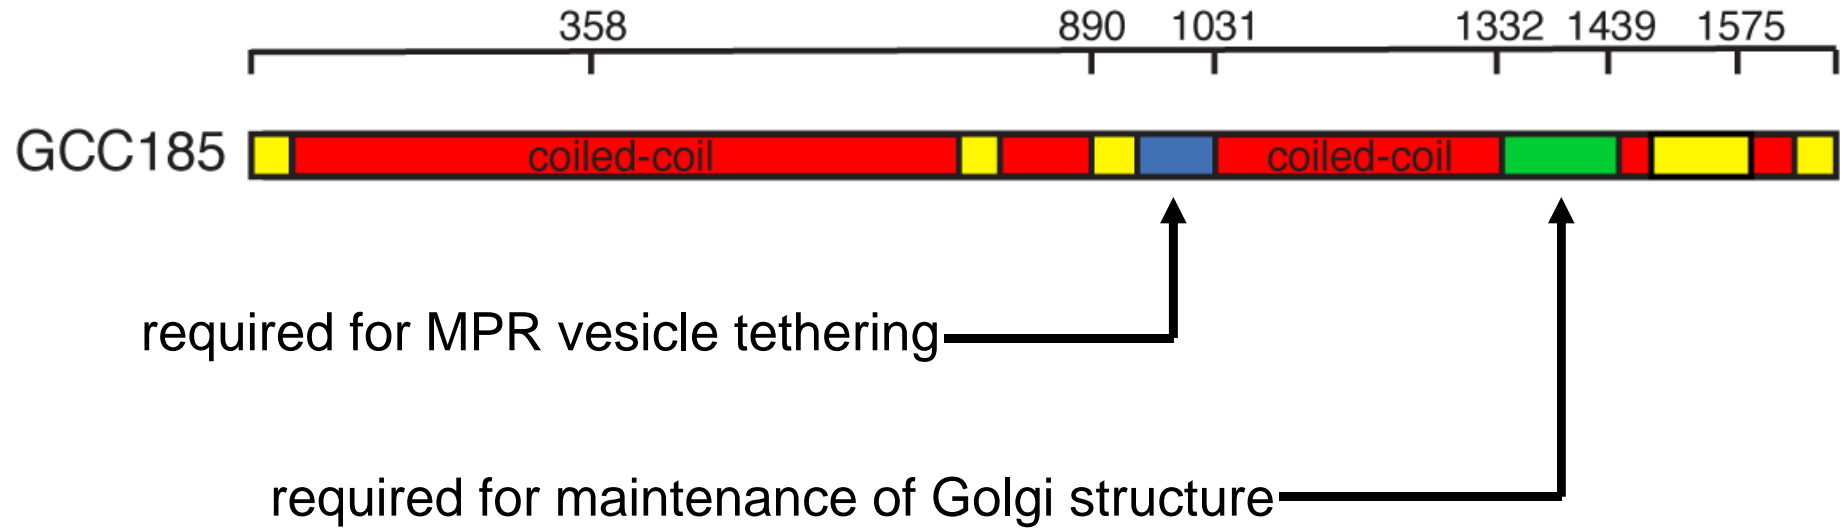 358 890 1031 1332 1439 1575
GCC185 coiled-coil coiled-coil
required for MPR vesicle tethering
required for maintenance of Golgi structure